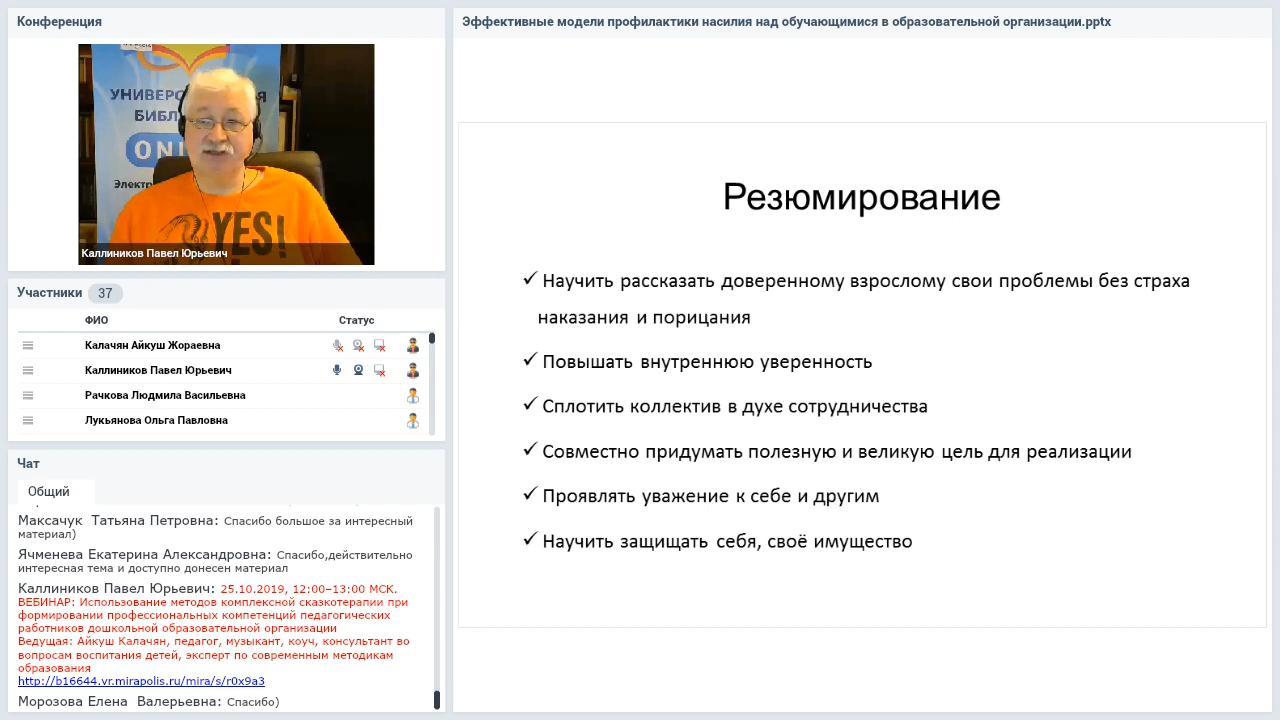 Конференция
УНИВЕР
АЯ
БИБЛ
ONL
Электр
YES!
Каллиников Павел Юрьевич
Участники 37
ФИО Статус
Калачян Айкуш Жораевна
Каллиников Павел Юрьевич
Рачкова Людмила Васильевна
Лукьянова Ольга Павловна
Чат
Общий
Максачук Татьяна Петровна: Спасибо большое за интересный
материал)
Ячменева Екатерина Александровна: Спасибо,действительно
интересная тема и доступно донесен материал
Каллиников Павел Юрьевич: 25.10.2019, 12:00–13:00 МСК.
ВЕБИНАР: Использование методов комплексной сказкотерапии при
формировании профессиональных компетенций педагогических
работников дошкольной образовательной организации
Ведущая: Айкуш Калачян, педагог, музыкант, коуч, консультант во
вопросам воспитания детей, эксперт по современным методикам
образования
http://b16644.vr.mirapolis.ru/mira/s/r0x9a3
Морозова Елена Валерьевна: Спасибо)
Эффективные модели профилактики насилия над обучающимися в образовательной организации.pptx
Резюмирование
✓ Научить рассказать доверенному взрослому свои проблемы без страха
наказания и порицания
✓ Повышать внутреннюю уверенность
✓ Сплотить коллектив в духе сотрудничества
✓ Совместно придумать полезную и великую цель для реализации
✓ Проявлять уважение к себе и другим
✓ Научить защищать себя, своё имущество